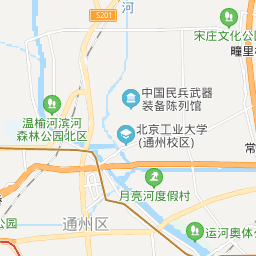 S201
河
宋庄文化公
疃里
中国民兵武器
装备陈列馆
温榆河滨河
森林公园北区
北京工业大学
(通州校区)
常
公园
月亮河度假村
通州区
运河奥体公